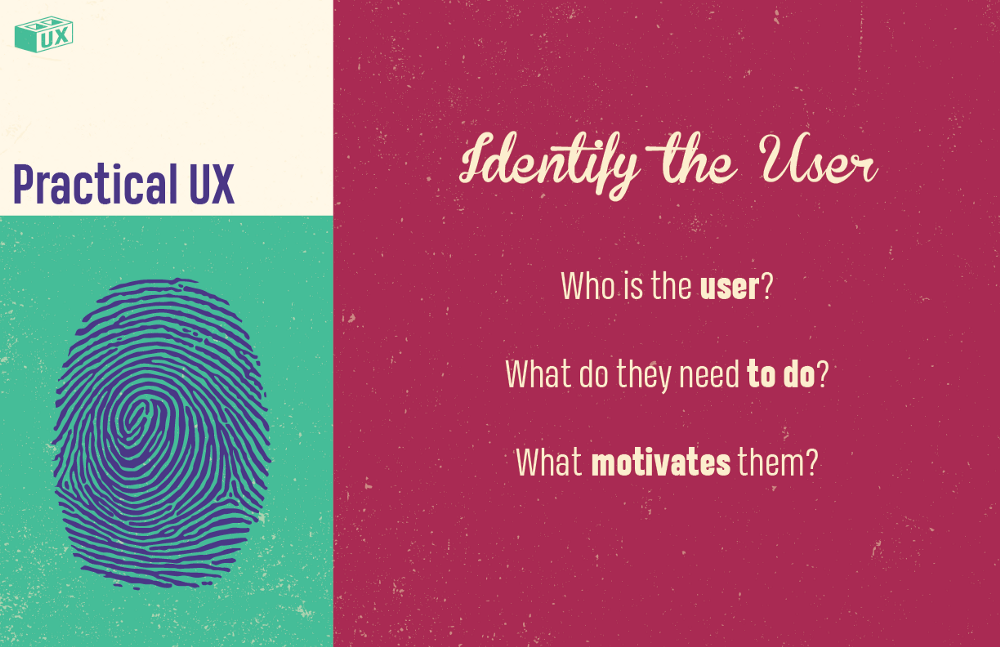 UX
Practical UX
Identify the User
Who is the user?
What do they need to do?
What motivates them?